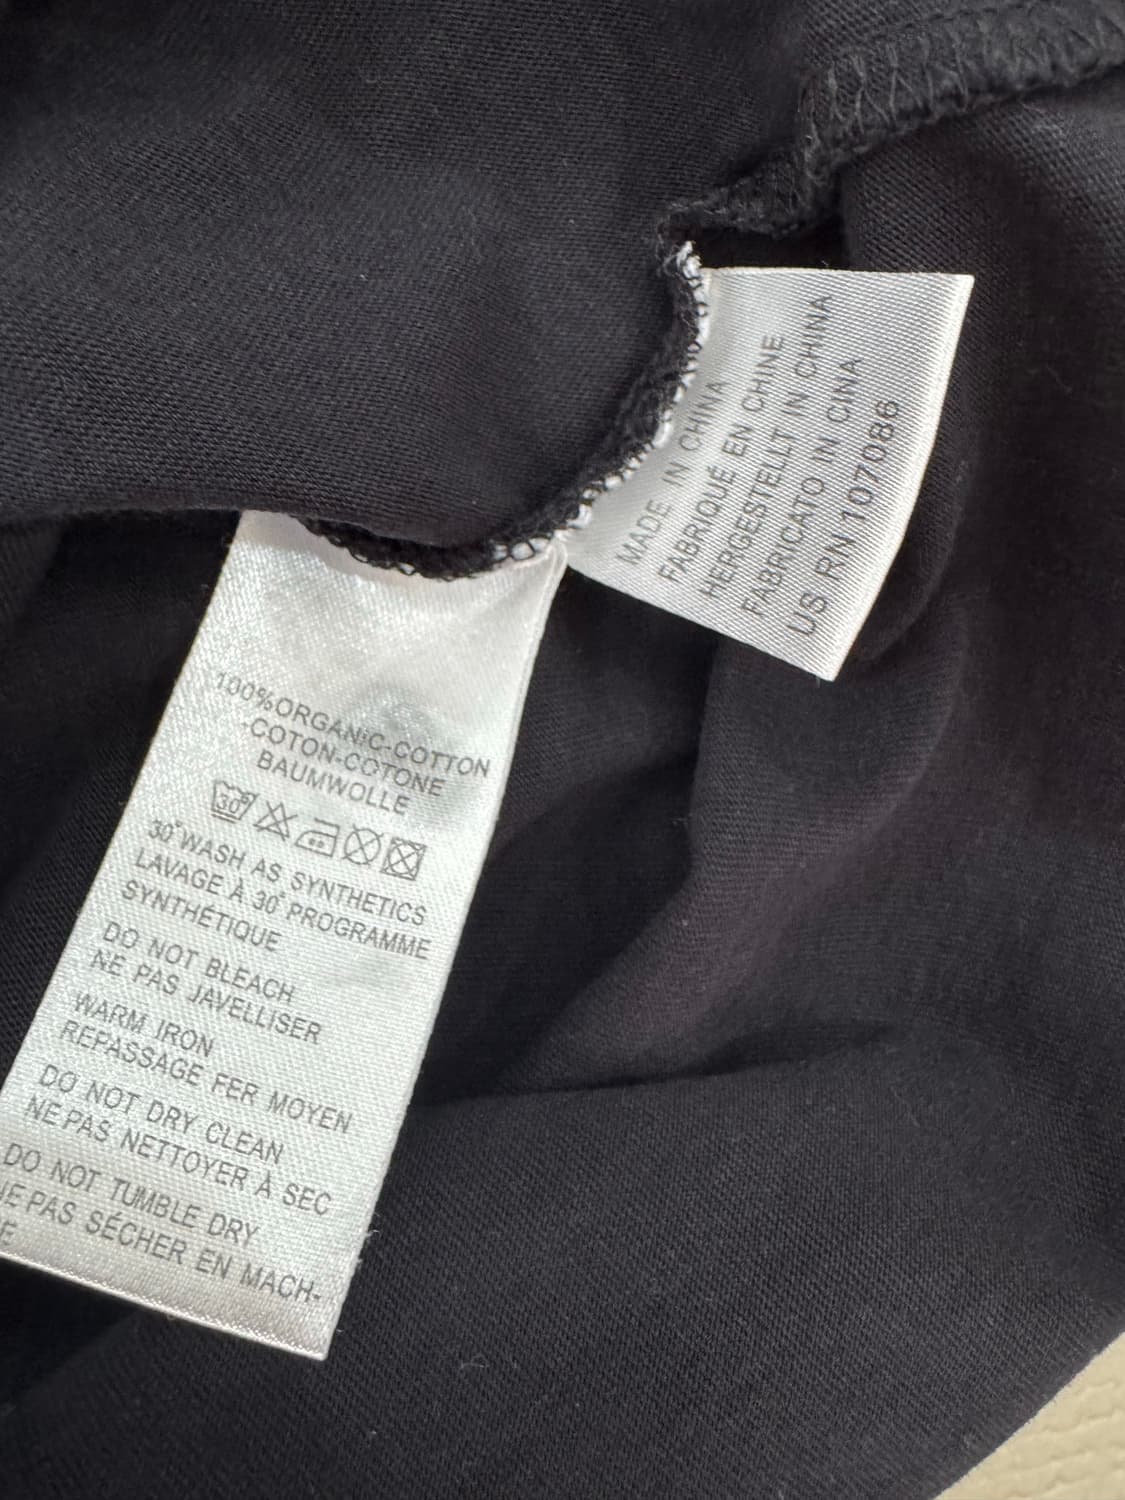 100%ORGANIC-COTTON
-COTON-COTONE
BAUMWOLLE
30°
30°WASH AS SYNTHETICS
LAVAGE À 30° PROGRAMME
SYNTHÉTIQUE
DO NOT BLEACH
NE PAS JAVELLISER
WARM IRON
REPASSAGE FER MOYEN
DO NOT DRY CLEAN
NE PAS NETTOYER À SEC
DO NOT TUMBLE DRY
NE PAS SÉCHER EN MACH-
E
MADE IN CHINA
FABRIQUÉ EN CHINE
HERGESTELLT IN CHINA
FABRICATO IN CINA
US RN 107086